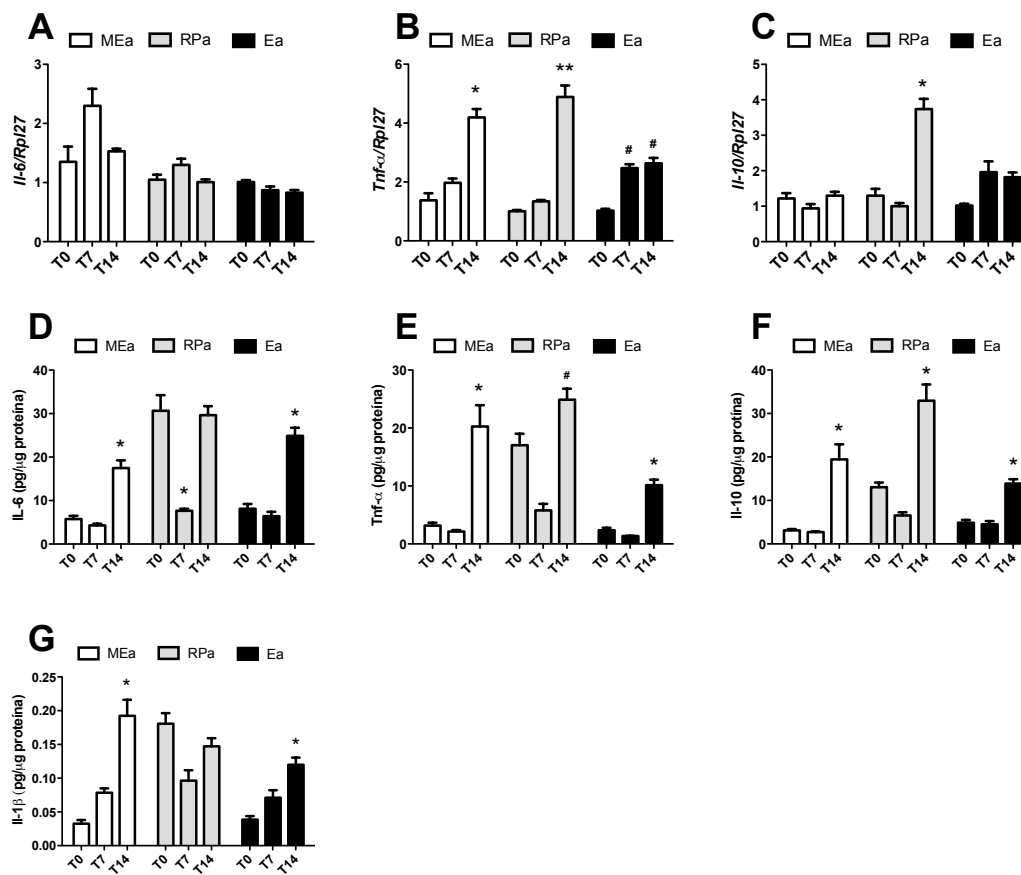 A
MEa RPa Ea
Il-6/Rpl27
3
2
1
0
T0 T7 T14 T0 T7 T14 T0 T7 T14
B
MEa RPa Ea
Tnf-α/Rpl27
6
4
2
0
* ** # #
T0 T7 T14 T0 T7 T14 T0 T7 T14
C
MEa RPa Ea
Il-10/Rpl27
5
4
3
2
1
0
*
T0 T7 T14 T0 T7 T14 T0 T7 T14
D
MEa RPa Ea
IL-6 (pg/µg proteína)
40
30
20
10
0
* * *
T0 T7 T14 T0 T7 T14 T0 T7 T14
E
MEa RPa Ea
Tnf-α (pg/µg proteína)
30
20
10
0
* # *
T0 T7 T14 T0 T7 T14 T0 T7 T14
F
MEa RPa Ea
Il-10 (pg/µg proteína)
40
30
20
10
0
* * *
T0 T7 T14 T0 T7 T14 T0 T7 T14
G
MEa RPa Ea
Il-1β (pg/µg proteína)
0.25
0.20
0.15
0.10
0.05
0.00
* *
T0 T7 T14 T0 T7 T14 T0 T7 T14